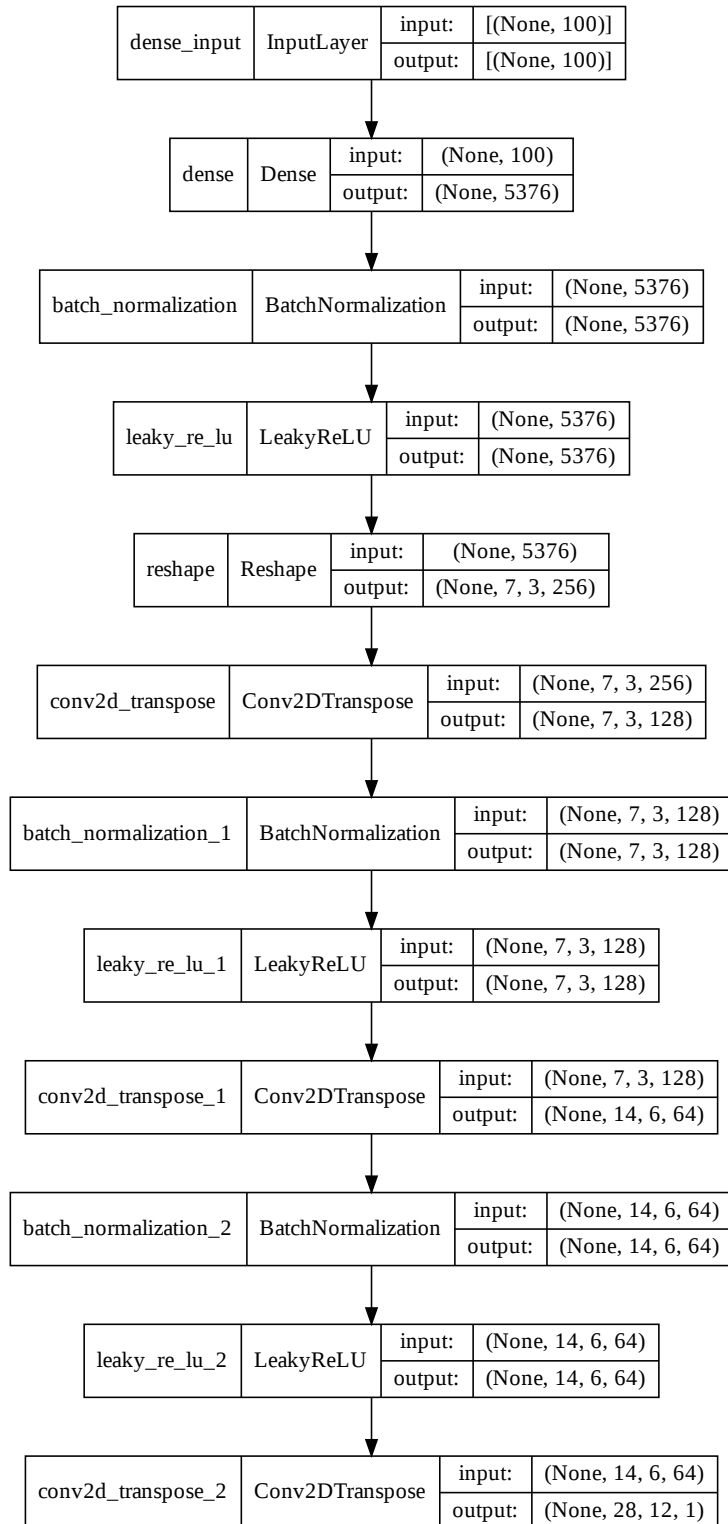 dense_input InputLayer input: [(None, 100)]
output: [(None, 100)]
dense Dense input: (None, 100)
output: (None, 5376)
batch_normalization BatchNormalization input: (None, 5376)
output: (None, 5376)
leaky_re_lu LeakyReLU input: (None, 5376)
output: (None, 5376)
reshape Reshape input: (None, 5376)
output: (None, 7, 3, 256)
conv2d_transpose Conv2DTranspose input: (None, 7, 3, 256)
output: (None, 7, 3, 128)
batch_normalization_1 BatchNormalization input: (None, 7, 3, 128)
output: (None, 7, 3, 128)
leaky_re_lu_1 LeakyReLU input: (None, 7, 3, 128)
output: (None, 7, 3, 128)
conv2d_transpose_1 Conv2DTranspose input: (None, 7, 3, 128)
output: (None, 14, 6, 64)
batch_normalization_2 BatchNormalization input: (None, 14, 6, 64)
output: (None, 14, 6, 64)
leaky_re_lu_2 LeakyReLU input: (None, 14, 6, 64)
output: (None, 14, 6, 64)
conv2d_transpose_2 Conv2DTranspose input: (None, 14, 6, 64)
output: (None, 28, 12, 1)